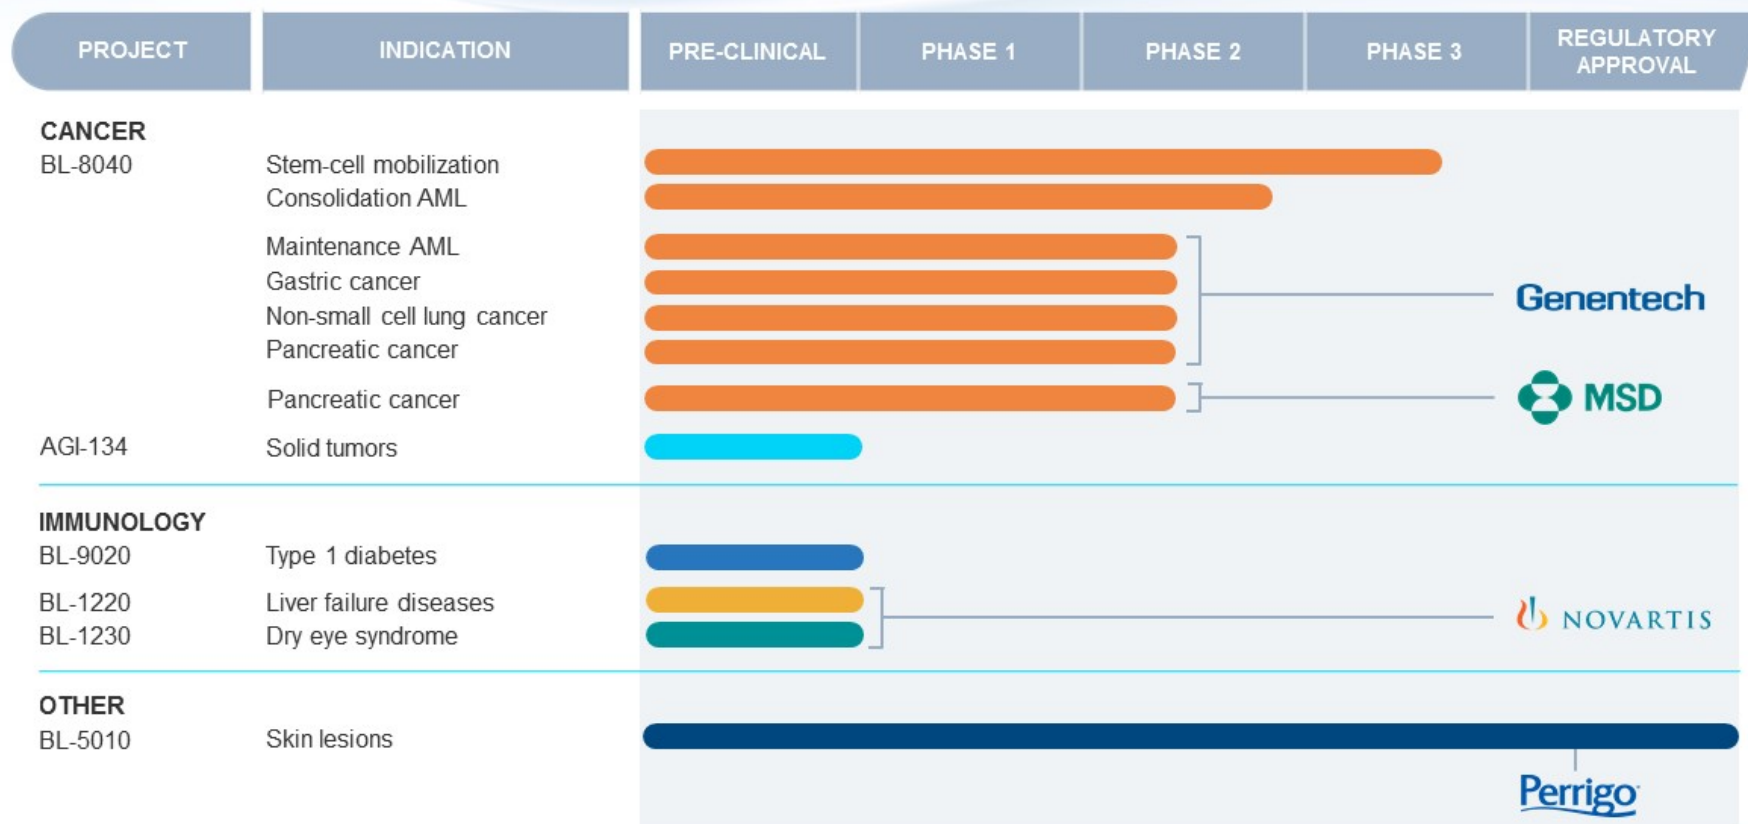 PROJECT INDICATION PRE-CLINICAL PHASE 1 PHASE 2 PHASE 3 REGULATORY
APPROVAL
CANCER
BL-8040 Stem-cell mobilization
Consolidation AML
Maintenance AML
Gastric cancer
Genentech
Non-small cell lung cancer
Pancreatic cancer
Pancreatic cancer MSD
AGI-134 Solid tumors
IMMUNOLOGY
BL-9020 Type 1 diabetes
BL-1220 Liver failure diseases
NOVARTIS
BL-1230 Dry eye syndrome
OTHER
BL-5010 Skin lesions
Perrigo